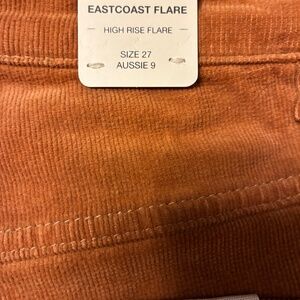 EASTCOAST FLARE
HIGH RISE FLARE
SIZE 27
AUSSIE 9